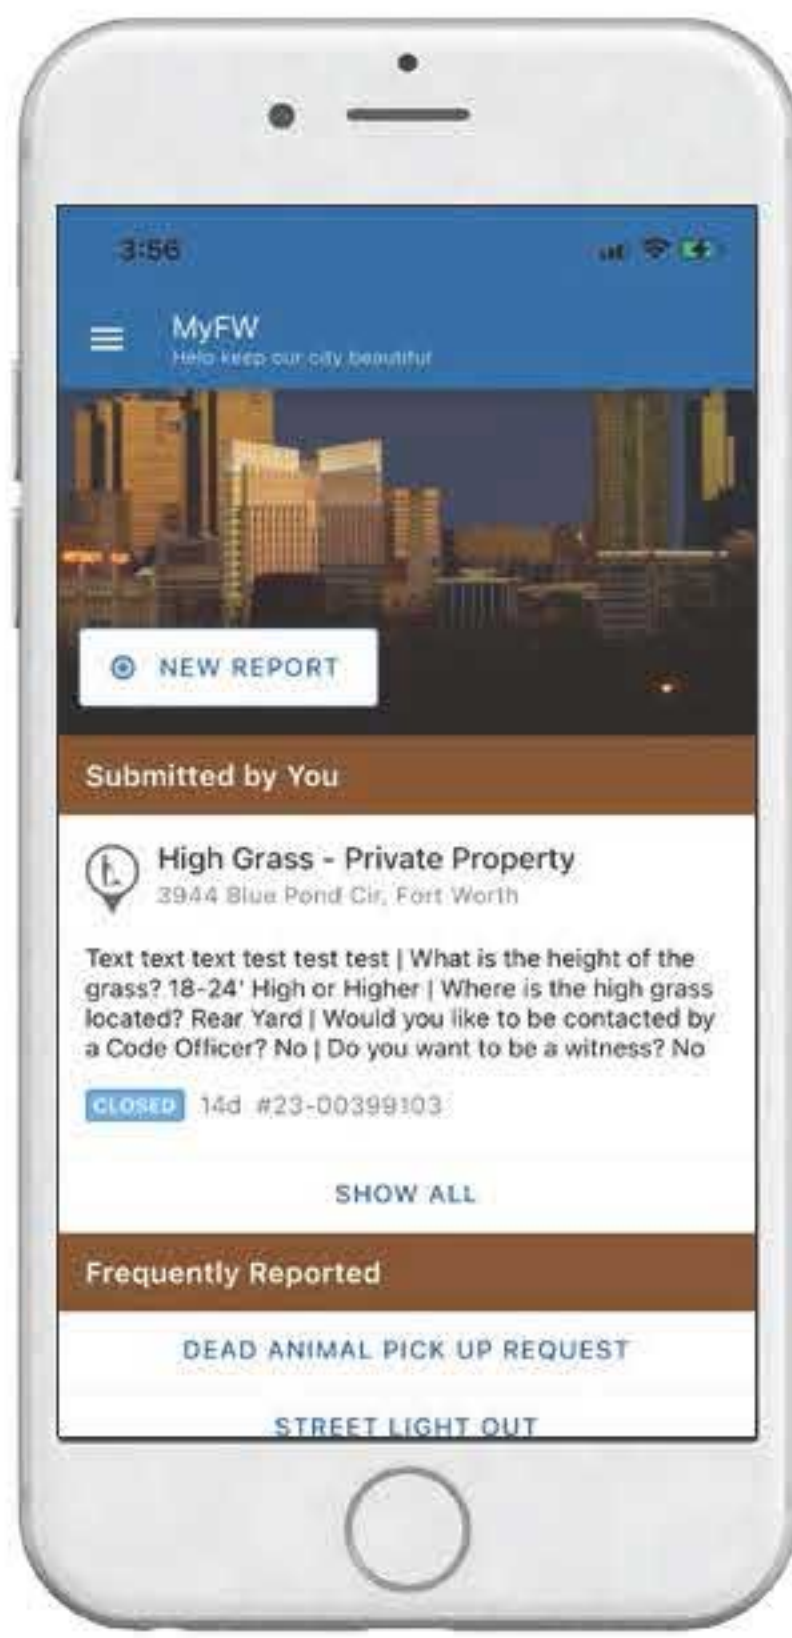 3:56
MyFW
Help keep our city beautiful
NEW REPORT
Submitted by You
High Grass - Private Property
3944 Blue Pond Cir, Fort Worth
Text text text test test test | What is the height of the
grass? 18-24' High or Higher | Where is the high grass
located? Rear Yard | Would you like to be contacted by
a Code Officer? No | Do you want to be a witness? No
CLOSED 14d #23-00399103
SHOW ALL
Frequently Reported
DEAD ANIMAL PICK UP REQUEST
STREET LIGHT OUT